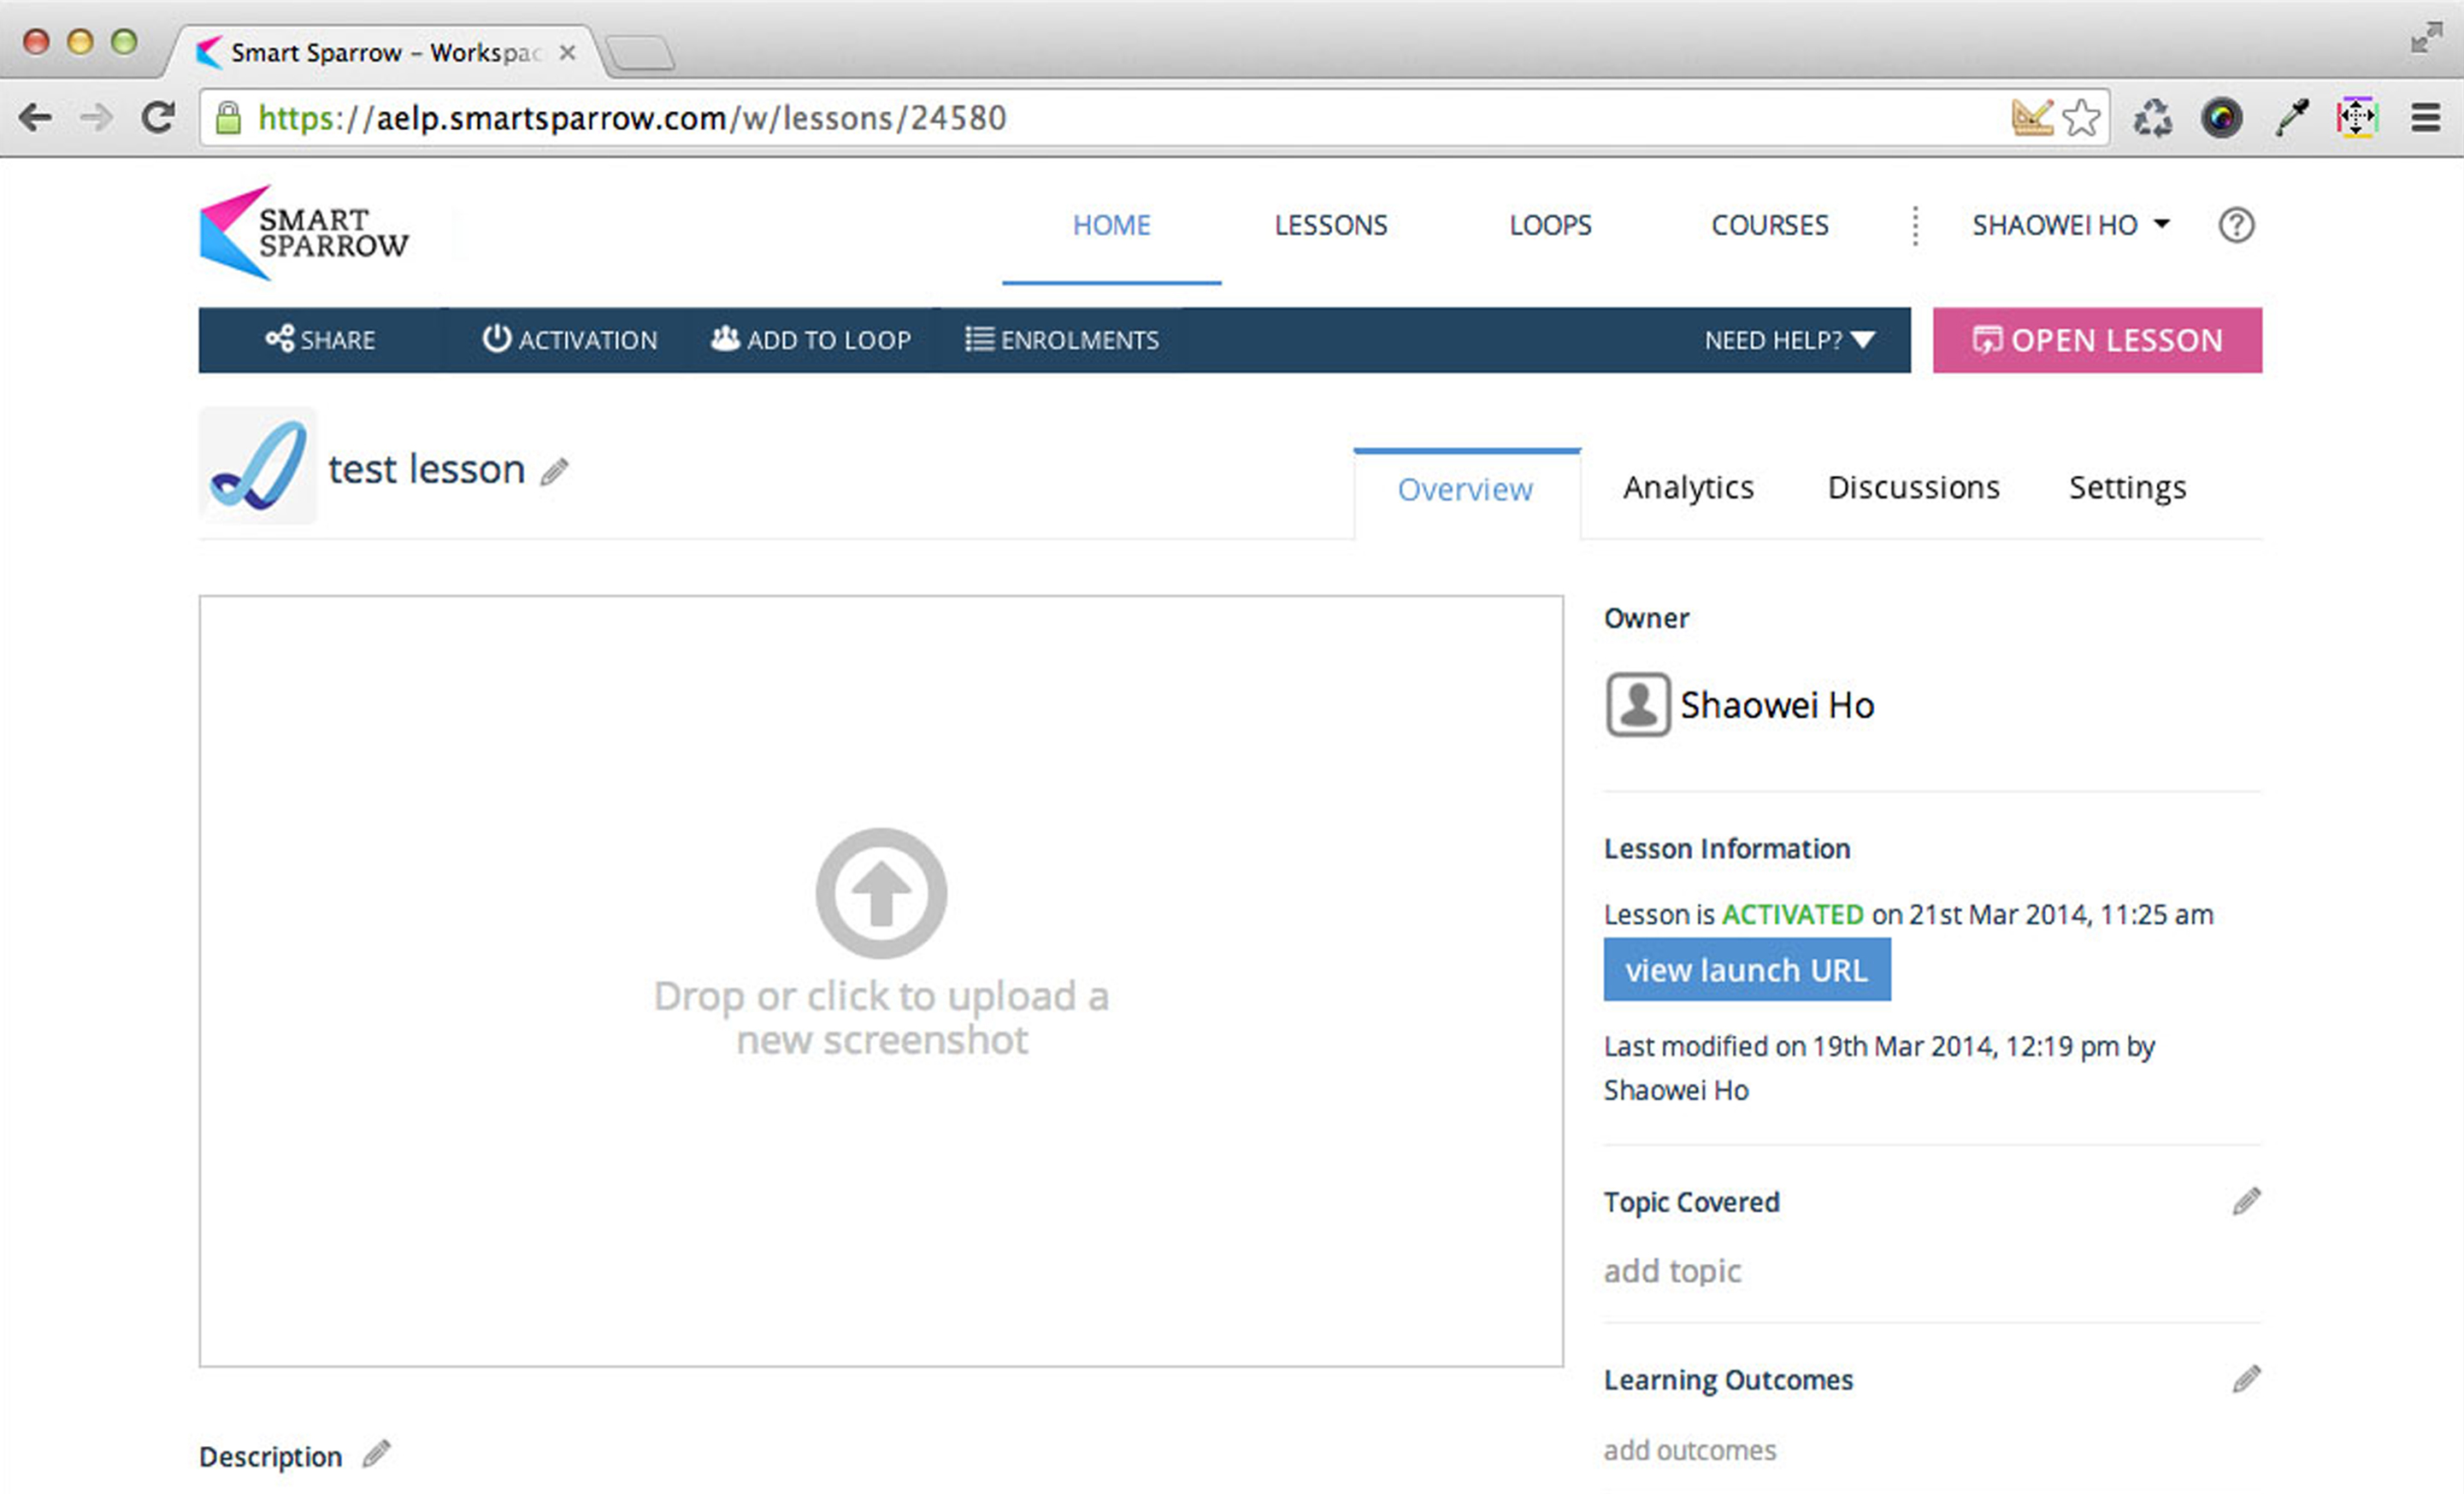 Smart Sparrow – Workspac
https://aelp.smartsparrow.com/w/lessons/24580
SMART
SPARROW
HOME
LESSONS
LOOPS
COURSES
SHAOWEI HO
?
SHARE
ACTIVATION
ADD TO LOOP
ENROLMENTS
NEED HELP?
OPEN LESSON
test lesson
Overview
Analytics
Discussions
Settings
Drop or click to upload a
new screenshot
Owner
Shaowei Ho
Lesson Information
Lesson is ACTIVATED on 21st Mar 2014, 11:25 am
view launch URL
Last modified on 19th Mar 2014, 12:19 pm by
Shaowei Ho
Topic Covered
add topic
Learning Outcomes
add outcomes
Description